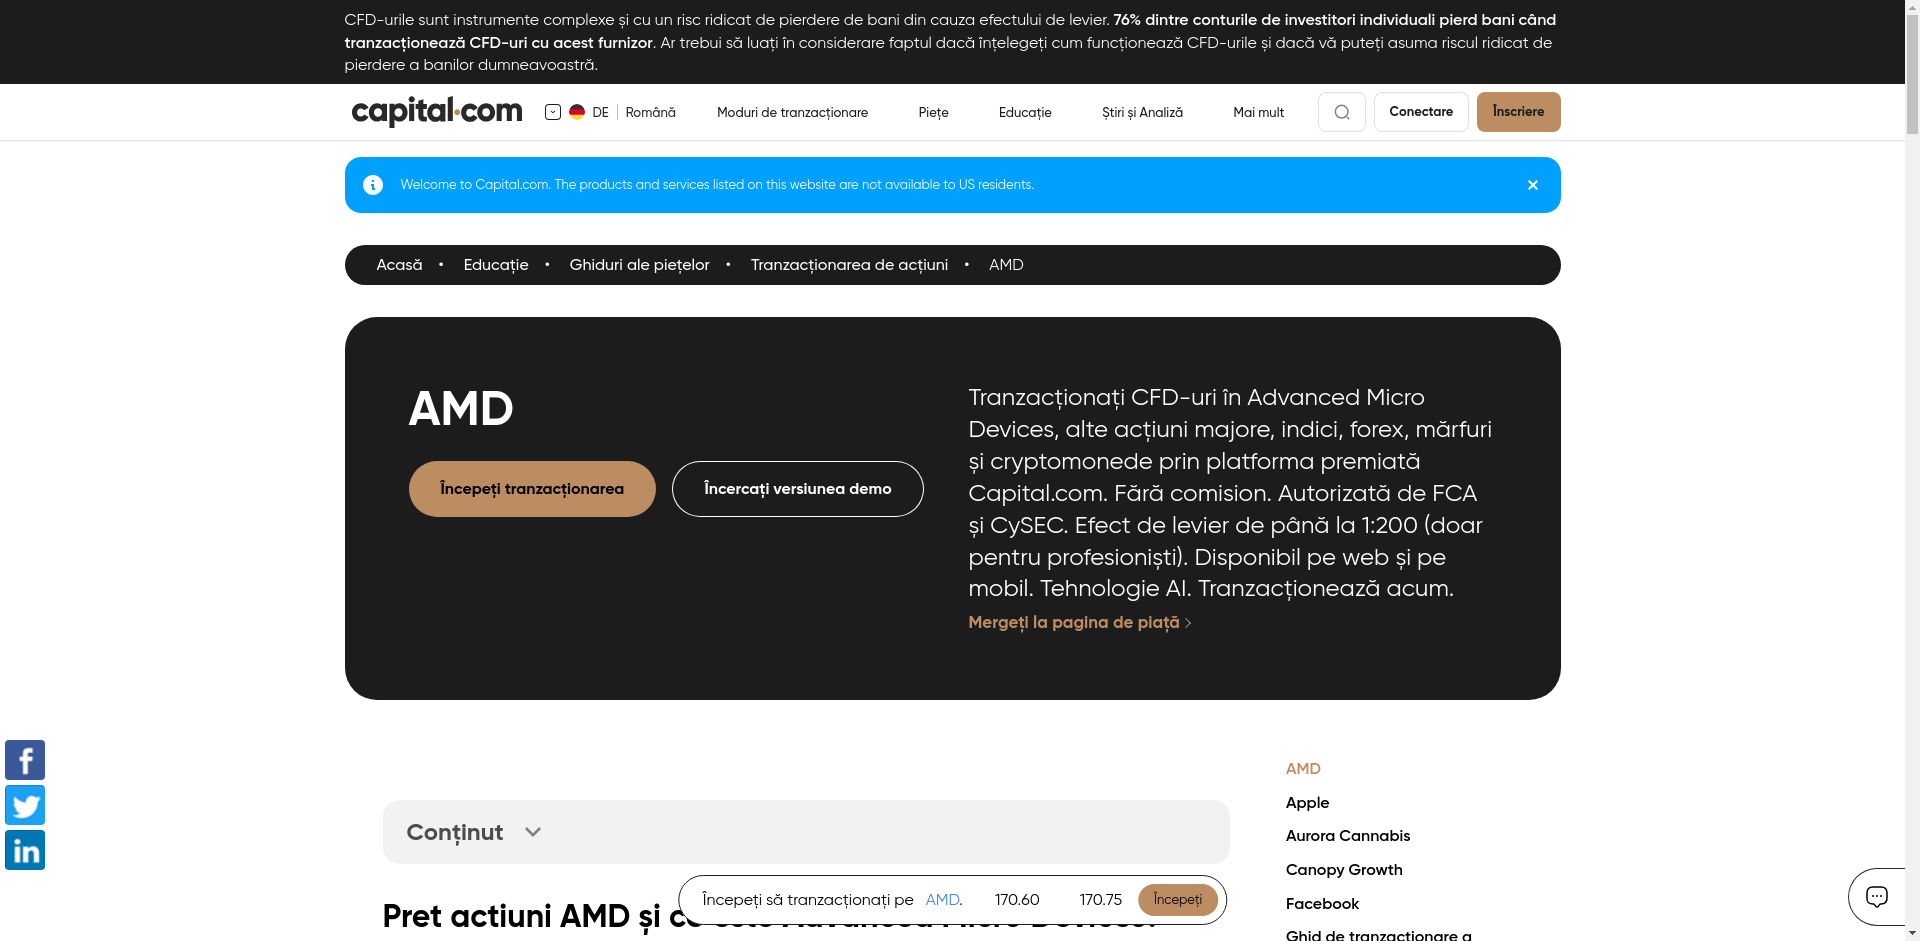 CFD-urile sunt instrumente complexe și cu un risc ridicat de pierdere de bani din cauza efectului de levier. 76% dintre conturile de investitori individuali pierd bani când
tranzacționează CFD-uri cu acest furnizor. Ar trebui să luați în considerare faptul dacă înțelegeți cum funcționează CFD-urile și dacă vă puteți asuma riscul ridicat de
pierdere a banilor dumneavoastră.
capital.com DE Română Moduri de tranzacționare Piețe Educație Știri și Analiză Mai mult Conectare Înscriere
Welcome to Capital.com. The products and services listed on this website are not available to US residents.
Acasă • Educație • Ghiduri ale piețelor • Tranzacționarea de acțiuni • AMD
AMD
Începeți tranzacționarea
Încercați versiunea demo
Tranzacționați CFD-uri în Advanced Micro
Devices, alte acțiuni majore, indici, forex, mărfuri
și cryptomonede prin platforma premiată
Capital.com. Fără comision. Autorizată de FCA
și CySEC. Efect de levier de până la 1:200 (doar
pentru profesioniști). Disponibil pe web și pe
mobil. Tehnologie AI. Tranzacționează acum.
Mergeți la pagina de piață
Conținut
Pret actiuni AMD și
Începeți să tranzacționați pe AMD. 170.60 170.75 Începeți
AMD
Apple
Aurora Cannabis
Canopy Growth
Facebook
Ghid de tranzacționare a